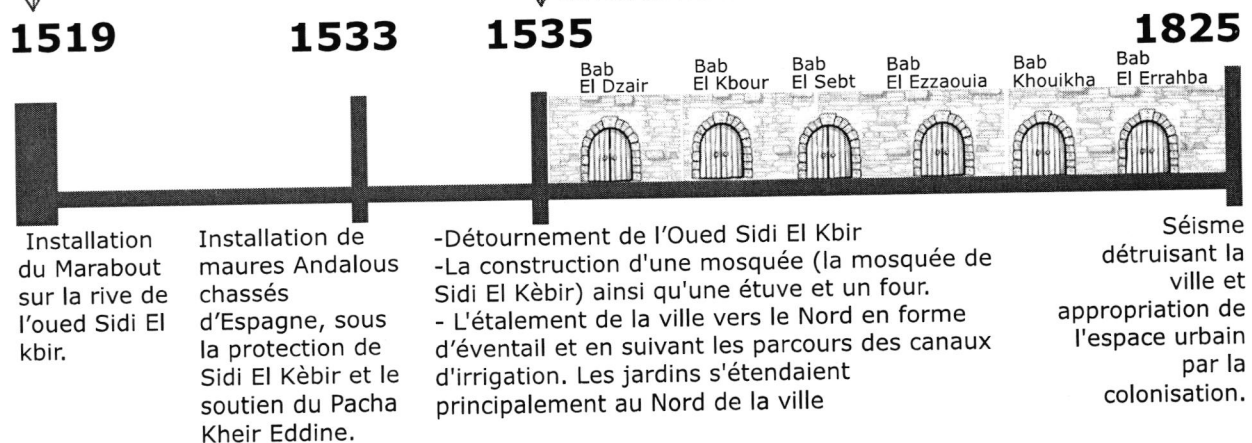 1519
1533
1535
1825
Bab
El Dzair
Bab
El Kbour
Bab
El Sebt
Bab
El Ezzaouia
Bab
Khouikha
Bab
El Errahba
Installation
du Marabout
sur la rive de
l'oued Sidi El
kbir.
Installation de
maures Andalous
chassés
d'Espagne, sous
la protection de
Sidi El Kèbir et le
soutien du Pacha
Kheir Eddine.
-Détournement de l'Oued Sidi El Kbir
-La construction d'une mosquée (la mosquée de
Sidi El Kèbir) ainsi qu'une étuve et un four.
- L'étalement de la ville vers le Nord en forme
d'éventail et en suivant les parcours des canaux
d'irrigation. Les jardins s'étendaient
principalement au Nord de la ville
Séisme
détruisant la
ville et
appropriation de
l'espace urbain
par la
colonisation.